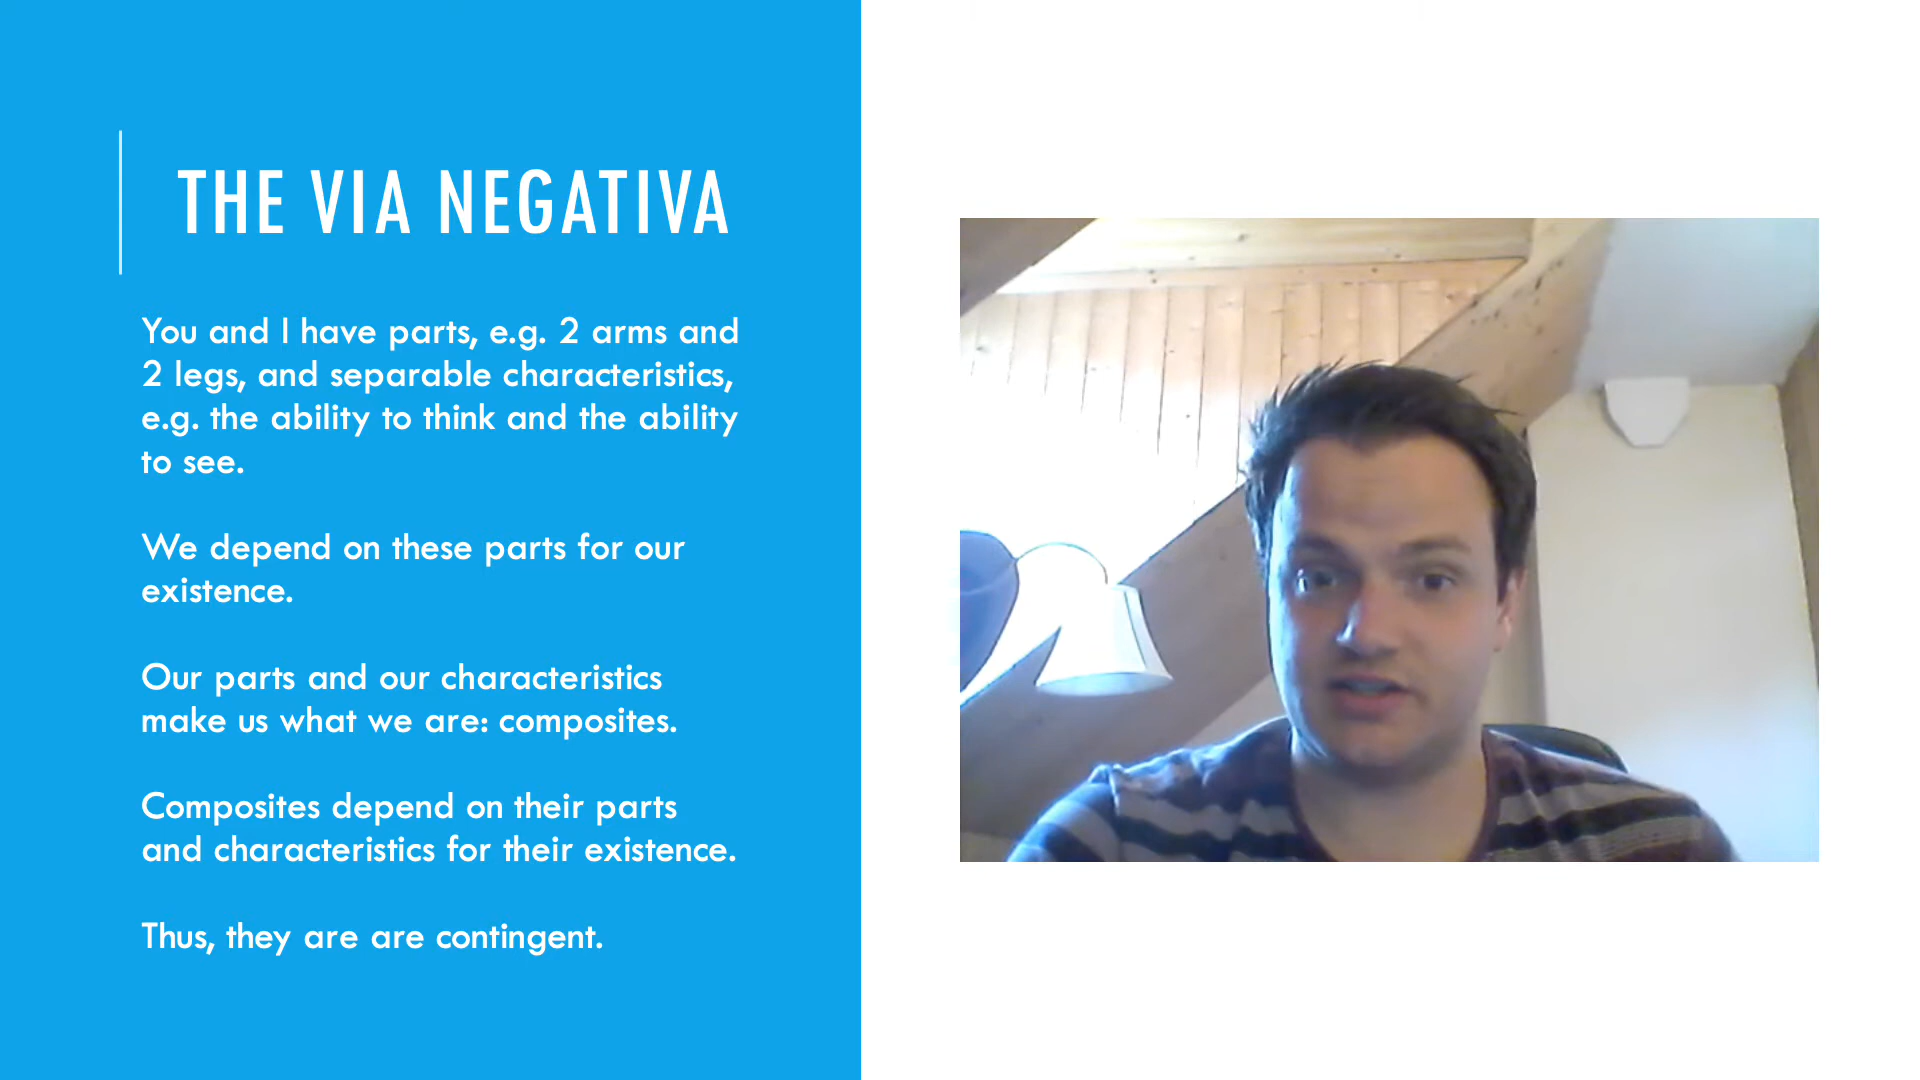 THE VIA NEGATIVA
You and I have parts, e.g. 2 arms and
2 legs, and separable characteristics,
e.g. the ability to think and the ability
to see.
We depend on these parts for our
existence.
Our parts and our characteristics
make us what we are: composites.
Composites depend on their parts
and characteristics for their existence.
Thus, they are are contingent.